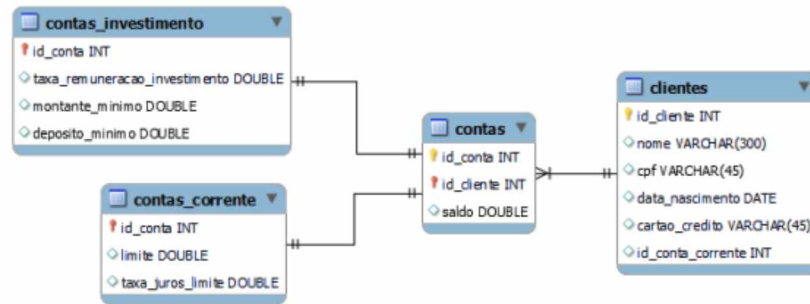 contas_investimento
id_conta INT
taxa_remuneracao_investimento DOUBLE
montante_minimo DOUBLE
deposito_minimo DOUBLE
contas_corrente
id_conta INT
limite DOUBLE
taxa_juros_limite DOUBLE
contas
id_conta INT
id_cliente INT
saldo DOUBLE
clientes
id_cliente INT
nome VARCHAR(300)
cpf VARCHAR(45)
data_nascimento DATE
cartao_credito VARCHAR(45)
id_conta_corrente INT